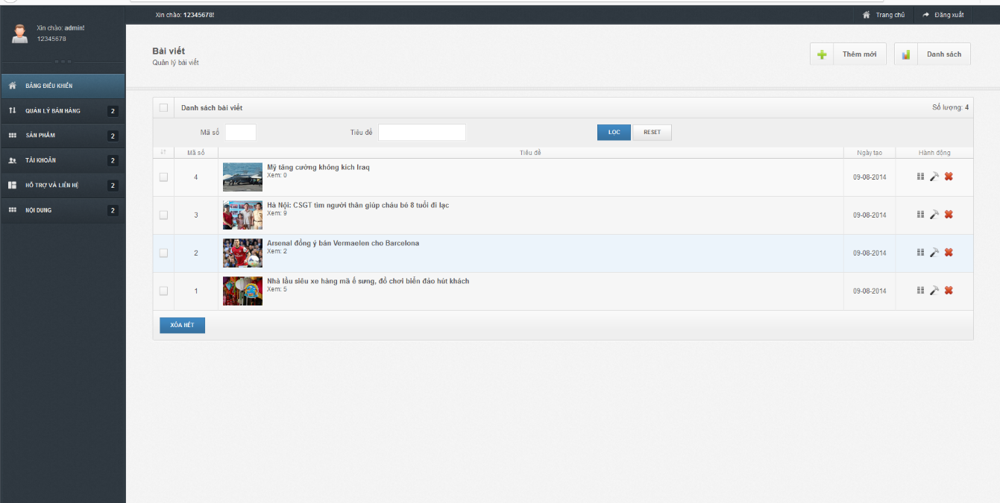 Xin chào: 12345678!
Trang chủ
Đăng xuất
Xin chào: admin!
12345678
BẢNG ĐIỀU KHIỂN
QUẢN LÝ BÁN HÀNG 2
SẢN PHẨM 2
TÀI KHOẢN 2
HỖ TRỢ VÀ LIÊN HỆ 2
NỘI DUNG 2
Bài viết
Quản lý bài viết
Thêm mới
Danh sách
Danh sách bài viết
Số lượng: 4
Mã số
Tiêu đề
LỌC
RESET
Mã số
Tiêu đề
Ngày tạo
Hành động
4
Mỹ tăng cường không kích Iraq
Xem: 0
09-08-2014
3
Hà Nội: CSGT tìm người thân giúp cháu bé 8 tuổi đi lạc
Xem: 9
09-08-2014
2
Arsenal đồng ý bán Vermaelen cho Barcelona
Xem: 2
09-08-2014
1
Nhà lầu siêu xe hàng mã ế sưng, đồ chơi biển đảo hút khách
Xem: 5
09-08-2014
XÓA HẾT